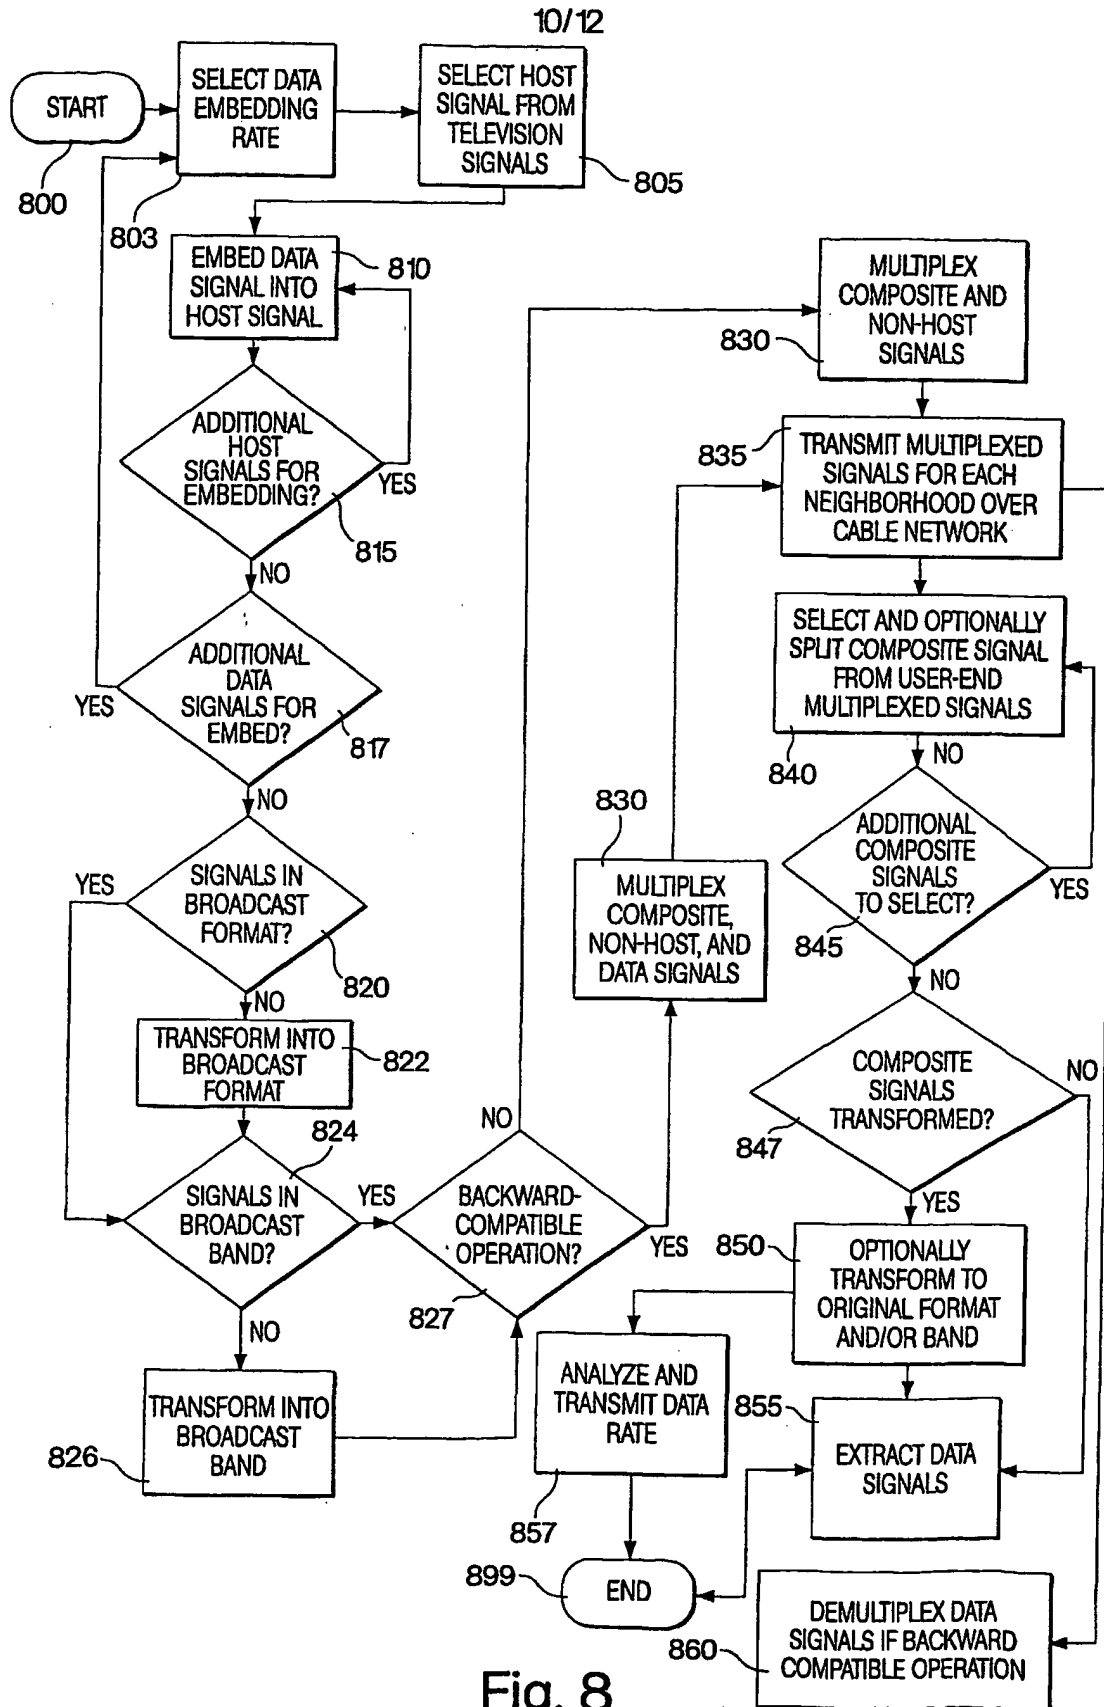 10/12
START
800
SELECT DATA
EMBEDDING
RATE
803
SELECT HOST
SIGNAL FROM
TELEVISION
SIGNALS
805
EMBED DATA
SIGNAL INTO
HOST SIGNAL
810
ADDITIONAL
HOST
SIGNALS FOR
EMBEDDING?
YES
815
NO
ADDITIONAL
DATA
SIGNALS FOR
EMBED?
YES
817
NO
SIGNALS IN
BROADCAST
FORMAT?
YES
820
NO
TRANSFORM INTO
BROADCAST
FORMAT
822
824
SIGNALS IN
BROADCAST
BAND?
YES
NO
TRANSFORM INTO
BROADCAST
BAND
826
BACKWARD-
COMPATIBLE
OPERATION?
NO
YES
827
830
MULTIPLEX
COMPOSITE,
NON-HOST, AND
DATA SIGNALS
MULTIPLEX
COMPOSITE AND
NON-HOST
SIGNALS
830
835
TRANSMIT MULTIPLEXED
SIGNALS FOR EACH
NEIGHBORHOOD OVER
CABLE NETWORK
SELECT AND OPTIONALLY
SPLIT COMPOSITE SIGNAL
FROM USER-END
MULTIPLEXED SIGNALS
840
NO
ADDITIONAL
COMPOSITE
SIGNALS
TO SELECT?
YES
845
NO
COMPOSITE
SIGNALS
TRANSFORMED?
NO
847
YES
850
OPTIONALLY
TRANSFORM TO
ORIGINAL FORMAT
AND/OR BAND
ANALYZE AND
TRANSMIT DATA
RATE
857
855
EXTRACT DATA
SIGNALS
899
END
DEMULTIPLEX DATA
SIGNALS IF BACKWARD
COMPATIBLE OPERATION
860
Fig. 8